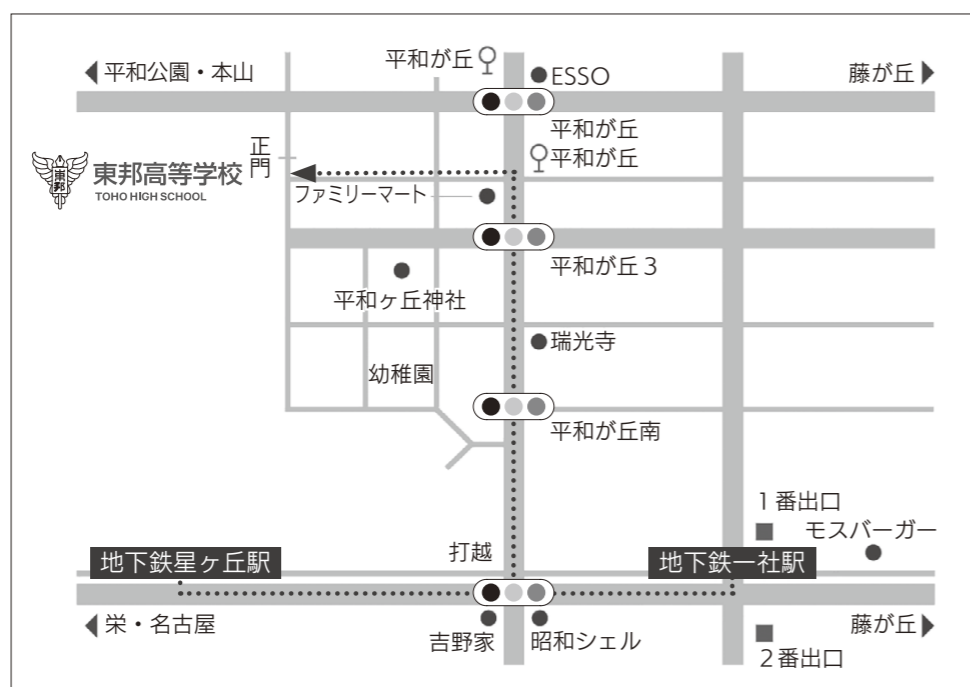 平和が丘
ESSO
平和公園・本山
藤が丘
平和が丘
平和が丘
正門
東邦
東邦高等学校
TOHO HIGH SCHOOL
ファミリーマート
平和が丘3
平和ヶ丘神社
瑞光寺
幼稚園
平和が丘南
1番出口
モスバーガー
打越
地下鉄星ヶ丘駅
地下鉄一社駅
栄・名古屋
吉野家
昭和シェル
藤が丘
2番出口